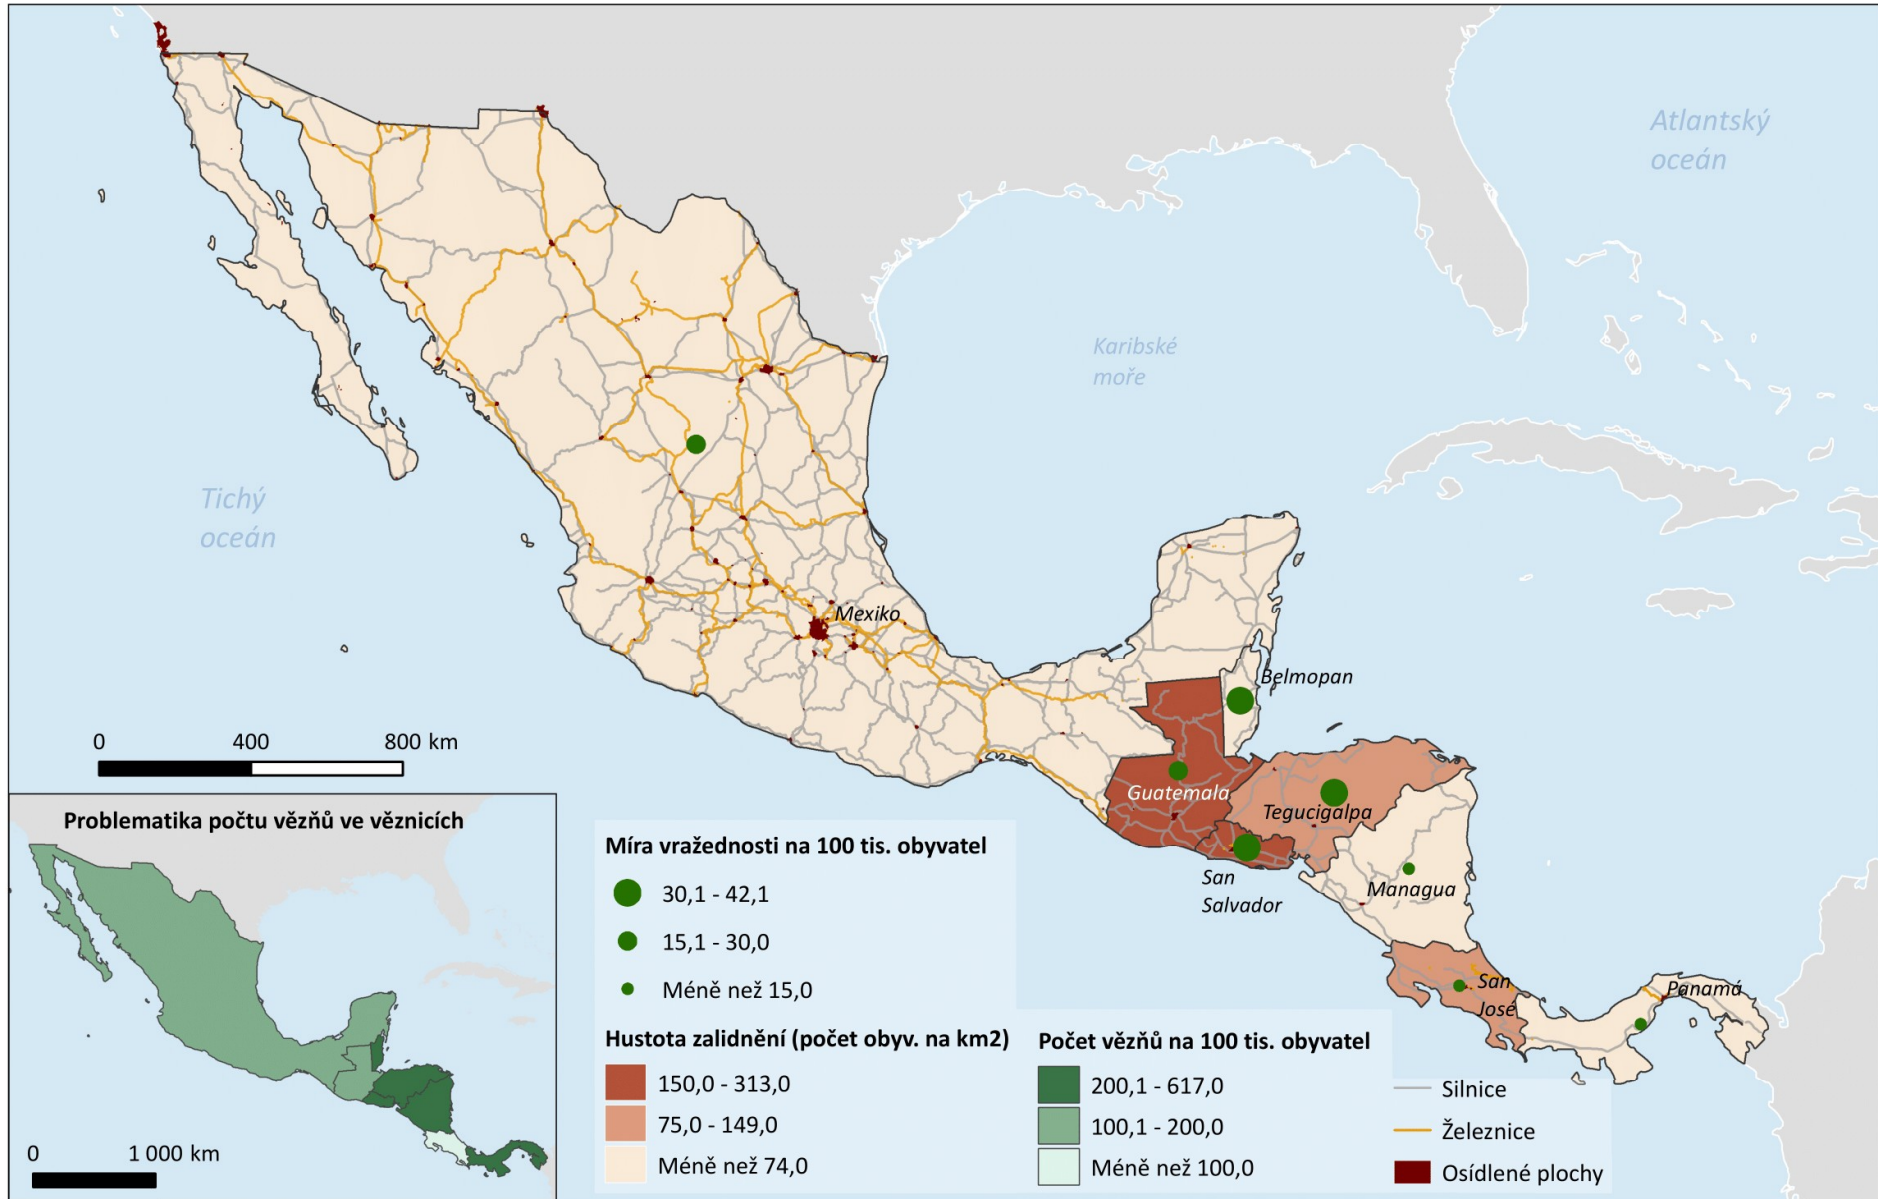 Atlantský
oceán
Karibské
moře
Tichý
oceán
Mexiko
Belmopan
Guatemala
Tegucigalpa
San
Salvador
Managua
San
José
Panamá
0 400 800 km
Problematika počtu vězňů ve věznicích
0 1 000 km
Míra vražednosti na 100 tis. obyvatel
30,1 - 42,1
15,1 - 30,0
Méně než 15,0
Hustota zalidnění (počet obyv. na km2)
150,0 - 313,0
75,0 - 149,0
Méně než 74,0
Počet vězňů na 100 tis. obyvatel
200,1 - 617,0
100,1 - 200,0
Méně než 100,0
Silnice
Železnice
Osídlené plochy